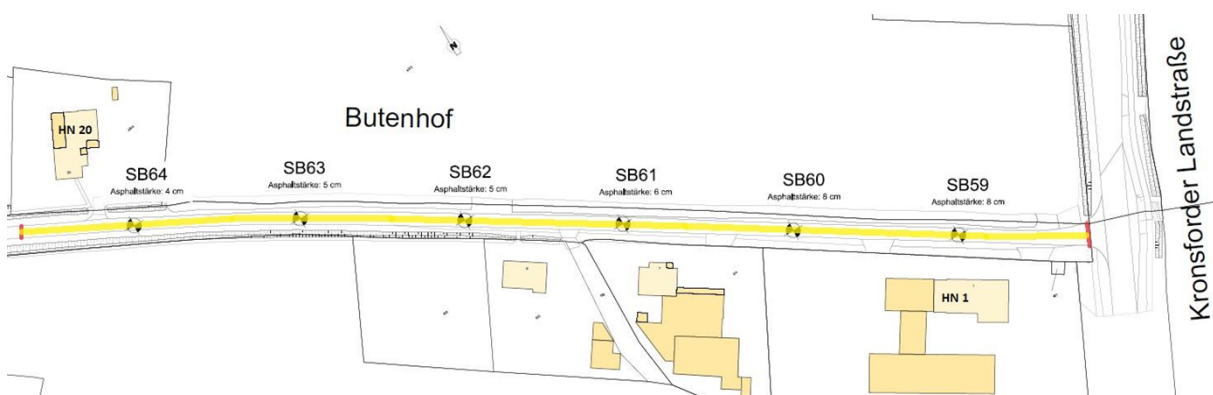 N
Butenhof
HN 20
SB64
Asphaltstärke: 4 cm
SB63
Asphaltstärke: 5 cm
SB62
Asphaltstärke: 5 cm
SB61
Asphaltstärke: 6 cm
SB60
Asphaltstärke: 8 cm
SB59
Asphaltstärke: 8 cm
HN 1
Kronsforder Landstraße